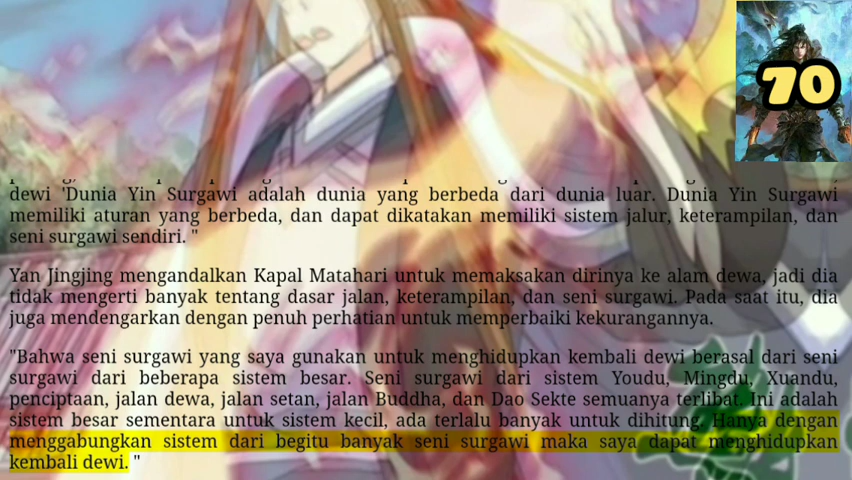 70
dewi 'Dunia Yin Surgawi adalah dunia yang berbeda dari dunia luar. Dunia Yin Surgawi
memiliki aturan yang berbeda, dan dapat dikatakan memiliki sistem jalur, keterampilan, dan
seni surgawi sendiri. "
Yan Jingjing mengandalkan Kapal Matahari untuk memaksakan dirinya ke alam dewa, jadi dia
tidak mengerti banyak tentang dasar jalan, keterampilan, dan seni surgawi. Pada saat itu, dia
juga mendengarkan dengan penuh perhatian untuk memperbaiki kekurangannya.
"Bahwa seni surgawi yang saya gunakan untuk menghidupkan kembali dewi berasal dari seni
surgawi dari beberapa sistem besar. Seni surgawi dari sistem Youdu, Mingdu, Xuandu,
penciptaan, jalan dewa, jalan setan, jalan Buddha, dan Dao Sekte semuanya terlibat. Ini adalah
sistem besar sementara untuk sistem kecil, ada terlalu banyak untuk dihitung. Hanya dengan
menggabungkan sistem dari begitu banyak seni surgawi maka saya dapat menghidupkan
kembali dewi. "